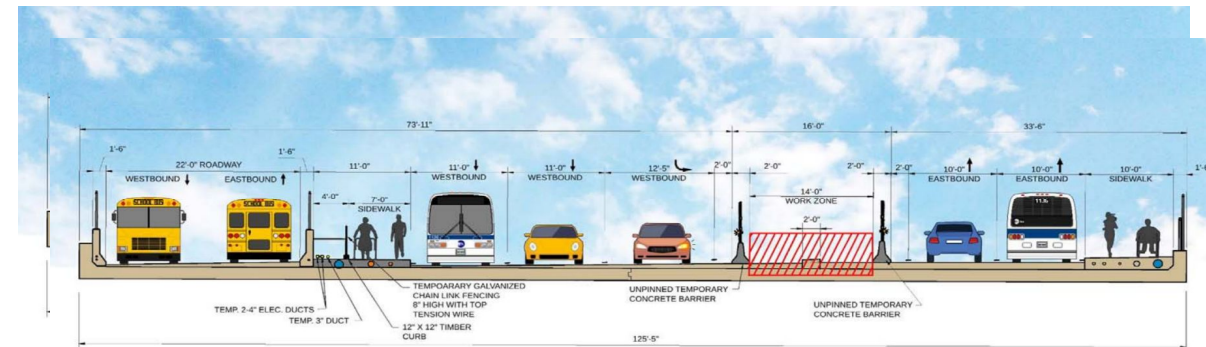 73'-11"
16'-0"
33'-6"
1'-6"
22'-0" ROADWAY
1'-6"
11'-0"
11'-0"
11'-0"
12'-5"
2'-0"
2'-0"
2'-0"
2'-0"
10'-0"
10'-0"
10'-0"
WESTBOUND
EASTBOUND
4'-0"
7'-0"
SIDEWALK
WESTBOUND
WESTBOUND
WESTBOUND
14'-0"
WORK ZONE
2'-0"
EASTBOUND
EASTBOUND
SIDEWALK
SCHOOL BUS
SCHOOL BUS
TEMPOARARY GALVANIZED
CHAIN LINK FENCING
8" HIGH WITH TOP
TENSION WIRE
TEMP. 2-4" ELEC. DUCTS
TEMP. 3" DUCT
12" X 12" TIMBER
CURB
UNPINNED TEMPORARY
CONCRETE BARRIER
UNPINNED TEMPORARY
CONCRETE BARRIER
125'-5"